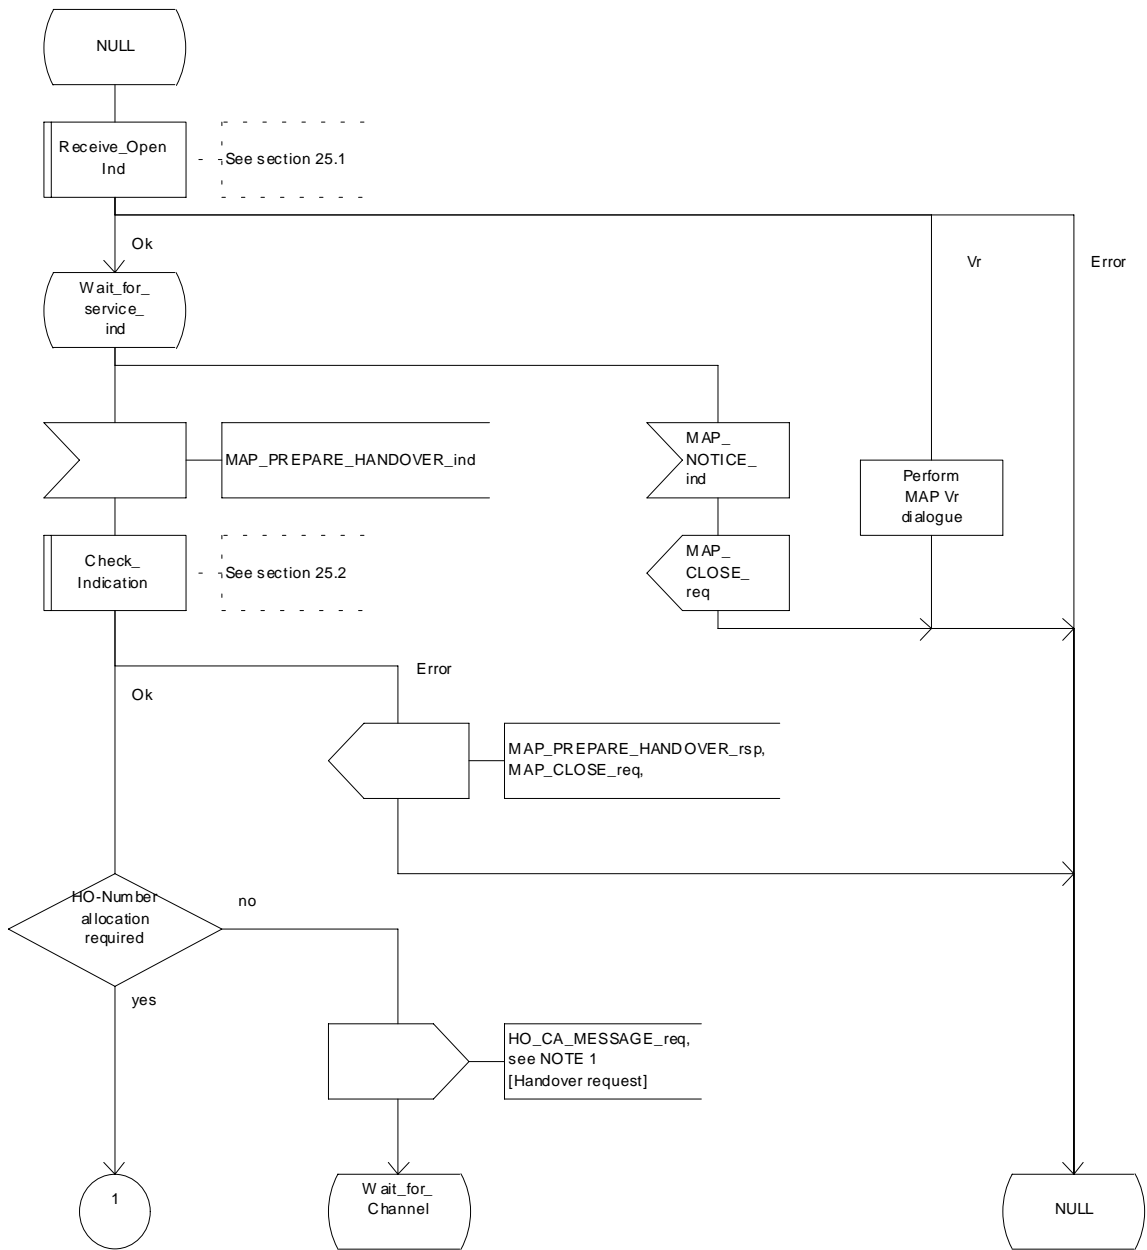 NULL
Receive_Open
Ind
See section 25.1
Ok
Vr
Error
Wait_for_
service_
ind
MAP_PREPARE_HANDOVER_ind
MAP_
NOTICE_
ind
Perform
MAP Vr
dialogue
Check_
Indication
See section 25.2
MAP_
CLOSE_
req
Error
Ok
MAP_PREPARE_HANDOVER_rsp,
MAP_CLOSE_req,
HO-Number
allocation
required
no
yes
HO_CA_MESSAGE_req,
see NOTE 1
[Handover request]
1
Wait_for_
Channel
NULL